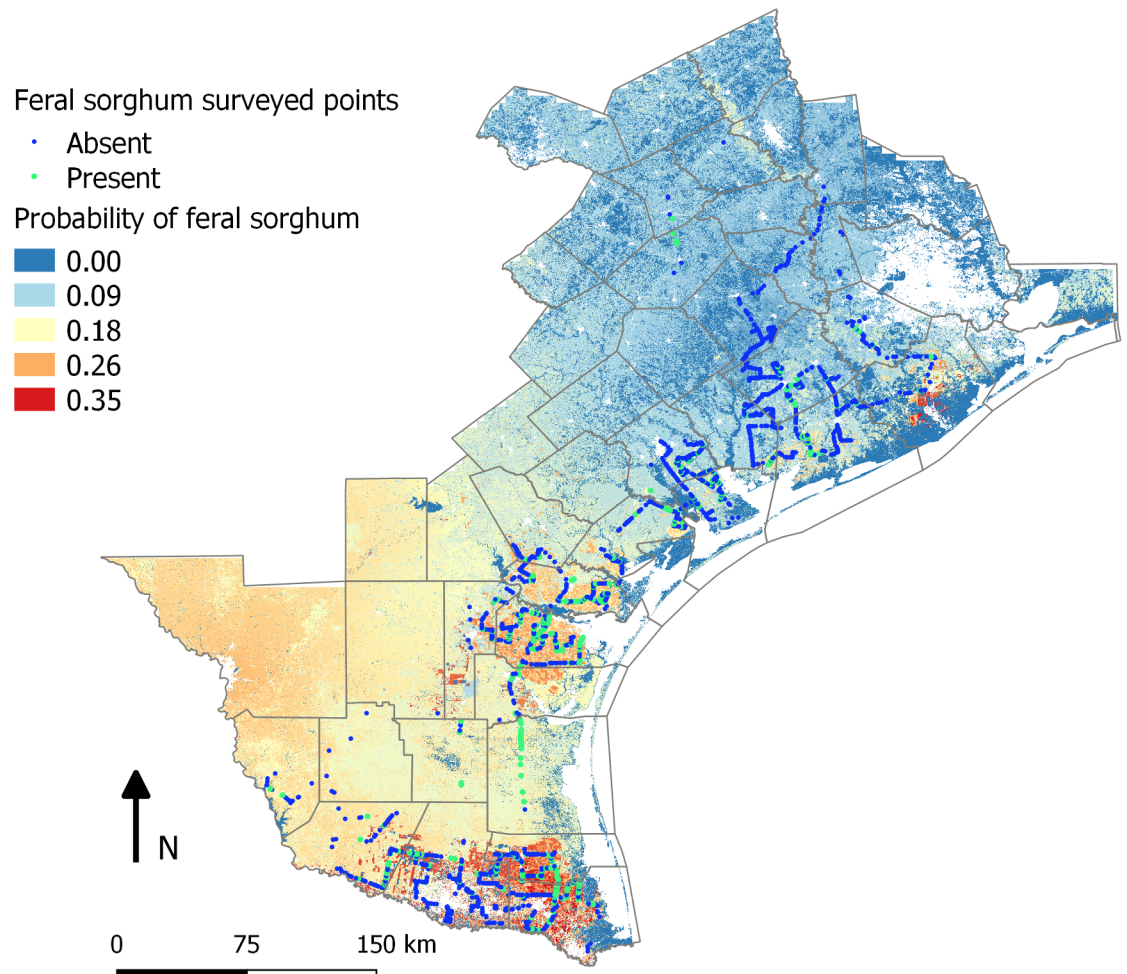 Feral sorghum surveyed points
Absent
Present
Probability of feral sorghum
0.00
0.09
0.18
0.26
0.35
N
0 75 150 km